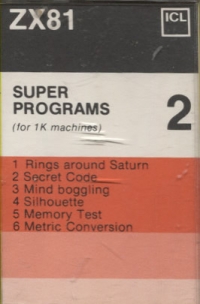 ZX81
ICL
SUPER
PROGRAMS
2
(for 1K machines)
1 Rings around Saturn
2 Secret Code
3 Mind boggling
4 Silhouette
5 Memory Test
6 Metric Conversion